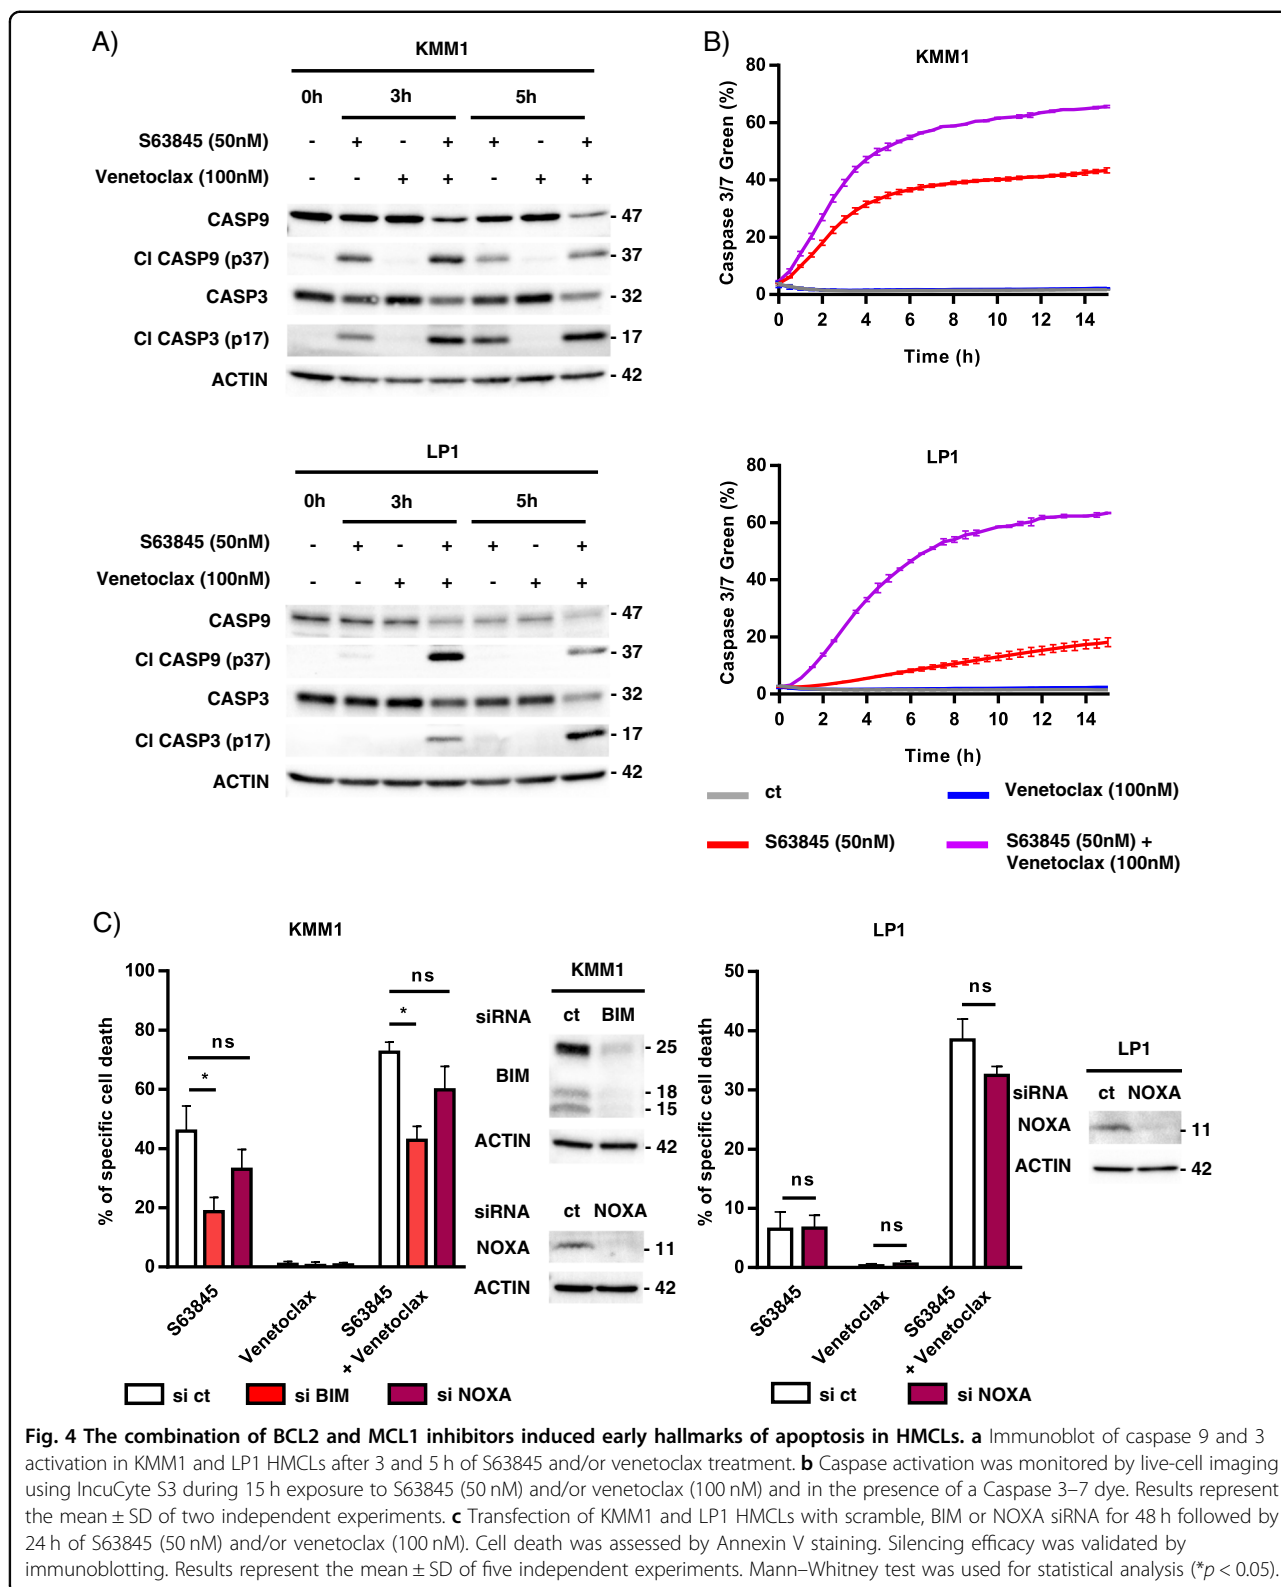 A)
KMM1
0h 3h 5h
S63845 (50nM) - + - + + - +
Venetoclax (100nM) - - + + - + +
CASP9 - 47
Cl CASP9 (p37) - 37
CASP3 - 32
Cl CASP3 (p17) - 17
ACTIN - 42
LP1
0h 3h 5h
S63845 (50nM) - + - + + - +
Venetoclax (100nM) - - + + - + +
CASP9 - 47
Cl CASP9 (p37) - 37
CASP3 - 32
Cl CASP3 (p17) - 17
ACTIN - 42
B)
KMM1
Caspase 3/7 Green (%)
80
60
40
20
0
0 2 4 6 8 10 12 14
Time (h)
LP1
Caspase 3/7 Green (%)
80
60
40
20
0
0 2 4 6 8 10 12 14
Time (h)
ct Venetoclax (100nM)
S63845 (50nM) S63845 (50nM) +
Venetoclax (100nM)
C)
KMM1
% of specific cell death
100
80
60
40
20
0
ns
*
ns
*
S63845
Venetoclax
S63845
+ Venetoclax
si ct si BIM si NOXA
KMM1
siRNA ct BIM
BIM - 25
- 18
- 15
ACTIN - 42
siRNA ct NOXA
NOXA - 11
ACTIN - 42
LP1
% of specific cell death
50
40
30
20
10
0
ns
ns
ns
S63845
Venetoclax
S63845
+ Venetoclax
si ct si NOXA
LP1
siRNA ct NOXA
NOXA - 11
ACTIN - 42
Fig. 4 The combination of BCL2 and MCL1 inhibitors induced early hallmarks of apoptosis in HMCLs. a Immunoblot of caspase 9 and 3
activation in KMM1 and LP1 HMCLs after 3 and 5 h of S63845 and/or venetoclax treatment. b Caspase activation was monitored by live-cell imaging
using IncuCyte S3 during 15 h exposure to S63845 (50 nM) and/or venetoclax (100 nM) and in the presence of a Caspase 3–7 dye. Results represent
the mean ± SD of two independent experiments. c Transfection of KMM1 and LP1 HMCLs with scramble, BIM or NOXA siRNA for 48 h followed by
24 h of S63845 (50 nM) and/or venetoclax (100 nM). Cell death was assessed by Annexin V staining. Silencing efficacy was validated by
immunoblotting. Results represent the mean ± SD of five independent experiments. Mann–Whitney test was used for statistical analysis (*p < 0.05).